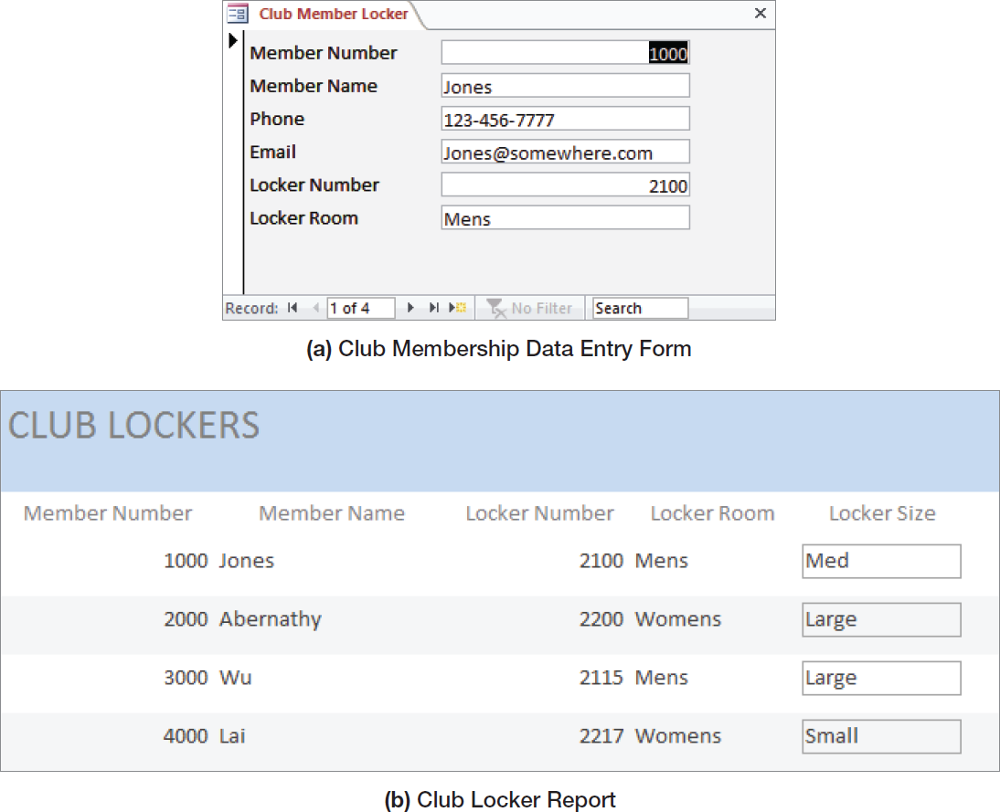 Club Member Locker
Member Number 1000
Member Name Jones
Phone 123-456-7777
Email Jones@somewhere.com
Locker Number 2100
Locker Room Mens
Record: 1 of 4 No Filter Search
(a) Club Membership Data Entry Form
CLUB LOCKERS
Member Number Member Name Locker Number Locker Room Locker Size
1000 Jones 2100 Mens Med
2000 Abernathy 2200 Womens Large
3000 Wu 2115 Mens Large
4000 Lai 2217 Womens Small
(b) Club Locker Report